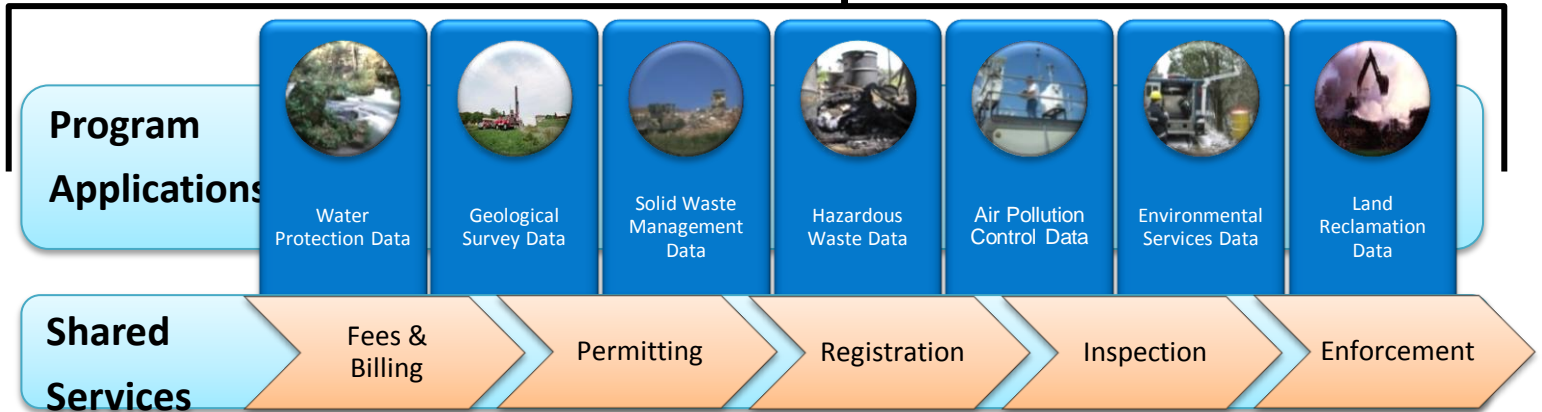 Program
Applications
Water
Protection Data
Geological
Survey Data
Solid Waste
Management
Data
Hazardous
Waste Data
Air Pollution
Control Data
Environmental
Services Data
Land
Reclamation
Data
Shared
Services
Fees &
Billing
Permitting
Registration
Inspection
Enforcement